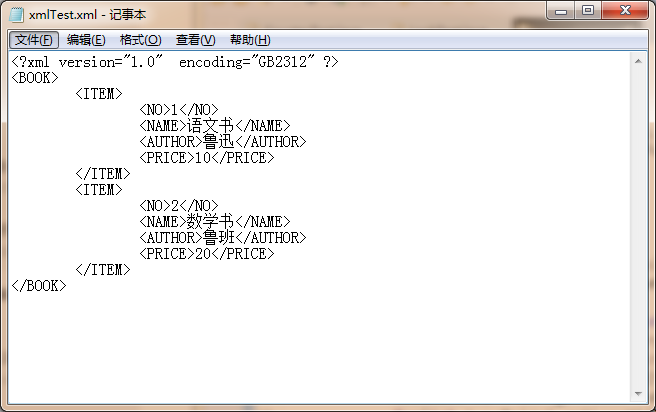 xmlTest.xml - 记事本
文件(F) 编辑(E) 格式(O) 查看(V) 帮助(H)
<?xml version="1.0"  encoding="GB2312" ?>
<BOOK>
        <ITEM>
                <NO>1</NO>
                <NAME>语文书</NAME>
                <AUTHOR>鲁迅</AUTHOR>
                <PRICE>10</PRICE>
        </ITEM>
        <ITEM>
                <NO>2</NO>
                <NAME>数学书</NAME>
                <AUTHOR>鲁班</AUTHOR>
                <PRICE>20</PRICE>
        </ITEM>
</BOOK>